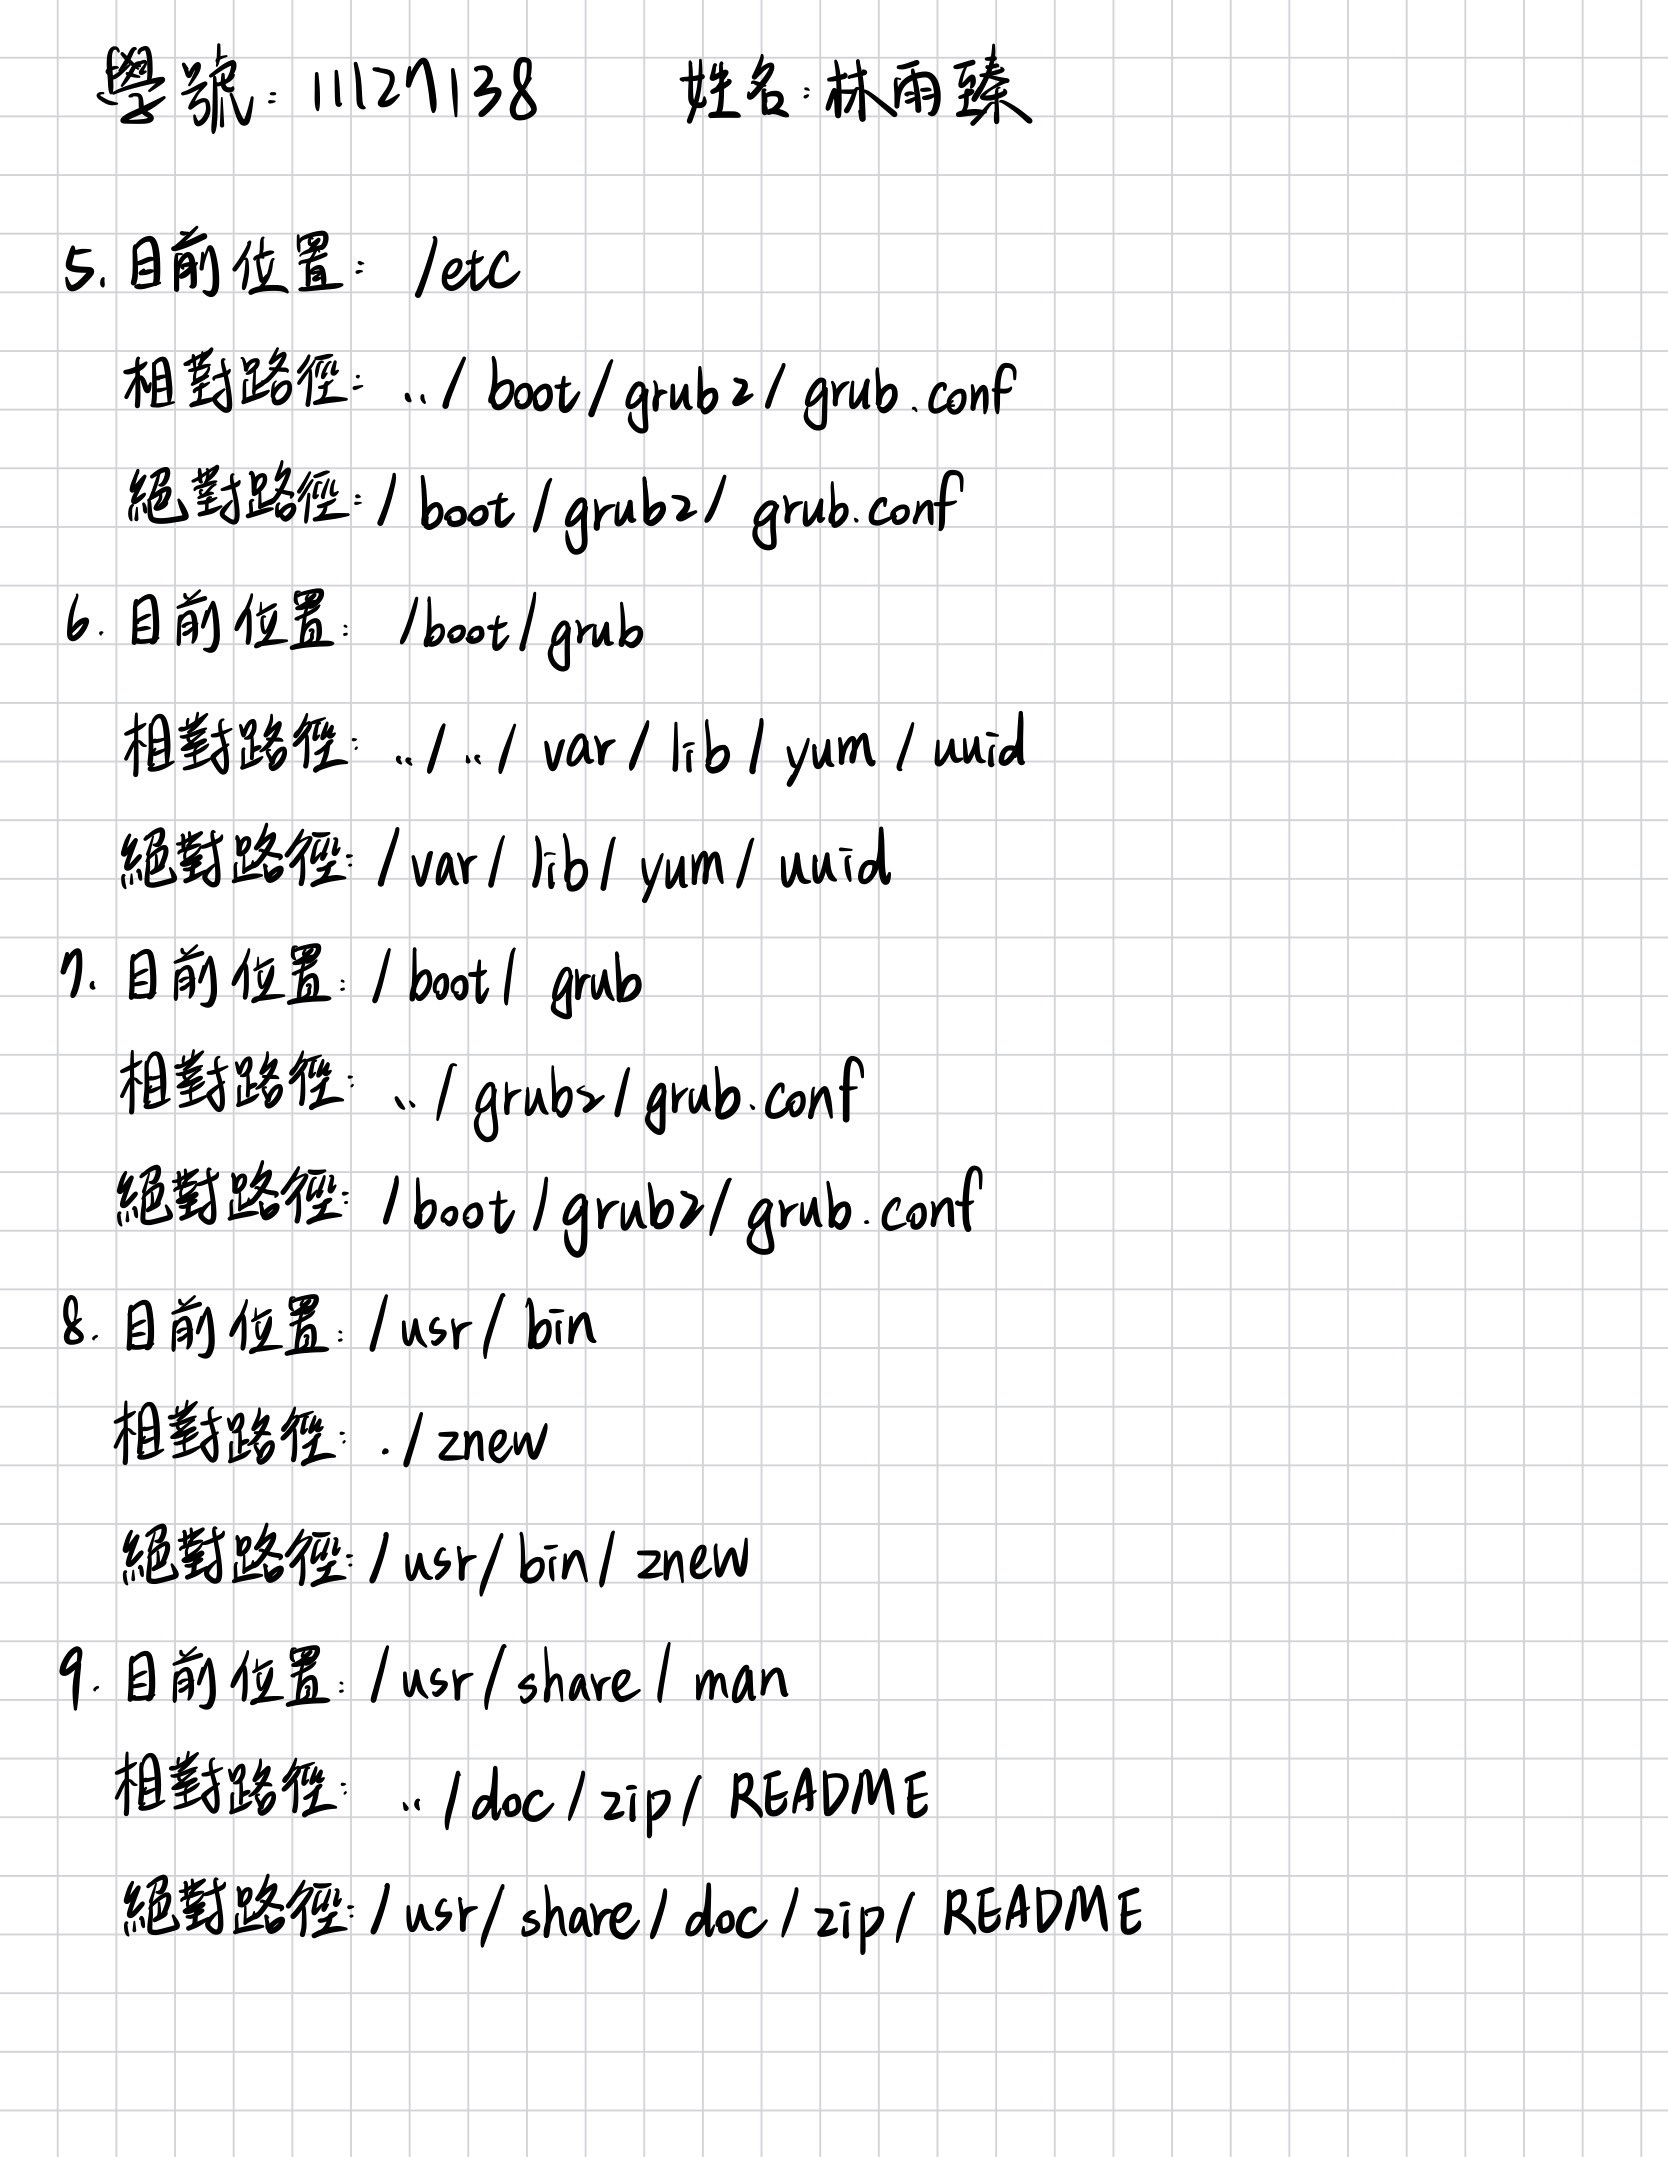 學號: 11127138 姓名: 林雨臻
5. 目前位置: /etc
相對路徑: ../boot/grub2/grub.conf
絕對路徑: /boot/grub2/grub.conf
6. 目前位置: /boot/grub
相對路徑: ../../var/lib/yum/uuid
絕對路徑: /var/lib/yum/uuid
7. 目前位置: /boot/grub
相對路徑: ../grub2/grub.conf
絕對路徑: /boot/grub2/grub.conf
8. 目前位置: /usr/bin
相對路徑: ./znew
絕對路徑: /usr/bin/znew
9. 目前位置: /usr/share/man
相對路徑: ../doc/zip/README
絕對路徑: /usr/share/doc/zip/README